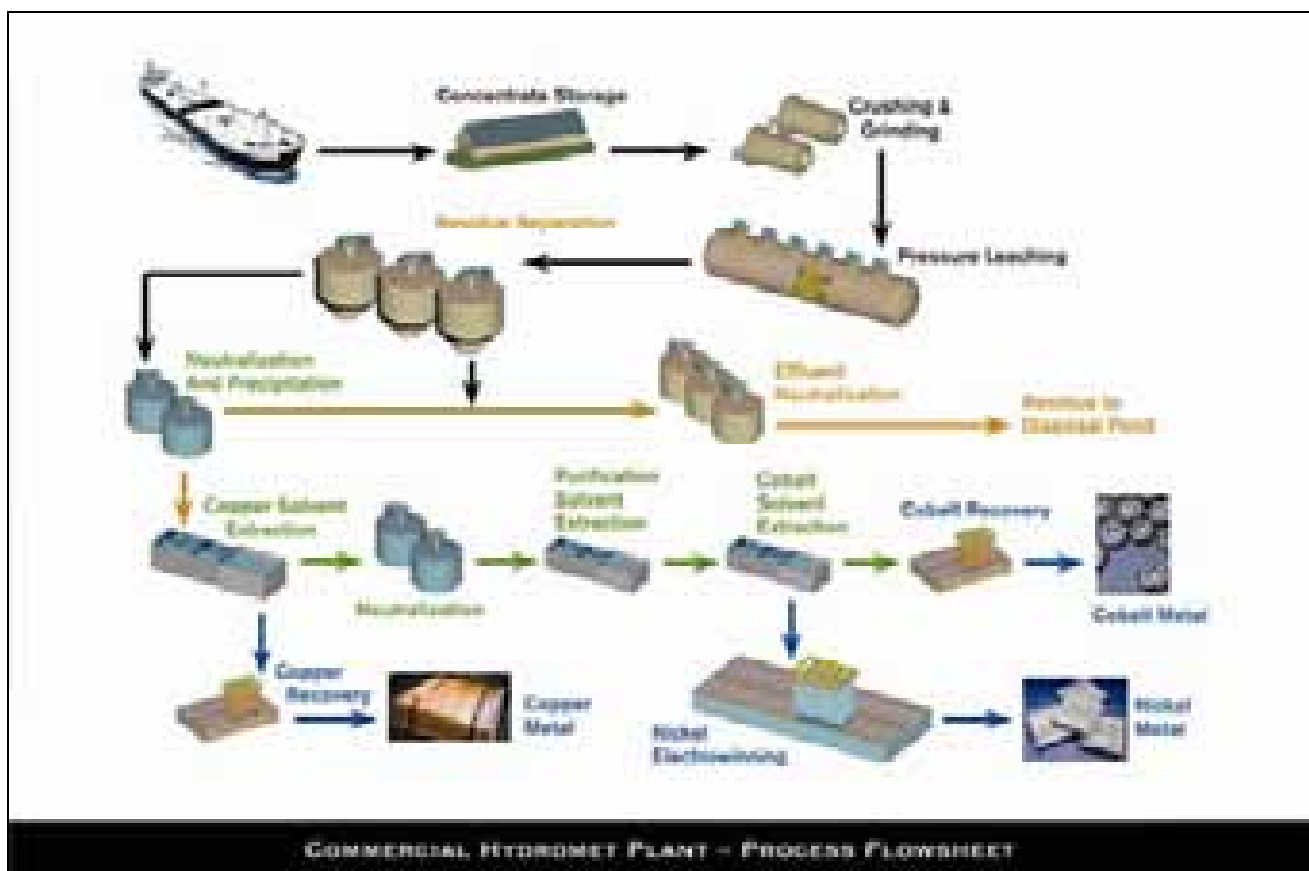 Concentrate Storage
Crushing &
Grinding
Residue Separation
Pressure Leaching
Neutralization
And Precipitation
Effluent
Neutralisation
Residue to
Disposal Pond
Copper Solvent
Extraction
Purification
Solvent
Extraction
Cobalt
Solvent
Extraction
Cobalt Recovery
Neutralization
Cobalt Metal
Copper
Recovery
Copper
Metal
Nickel
Electrowinning
Nickel
Metal
COMMERCIAL HYDROMET PLANT – PROCESS FLOWSHEET